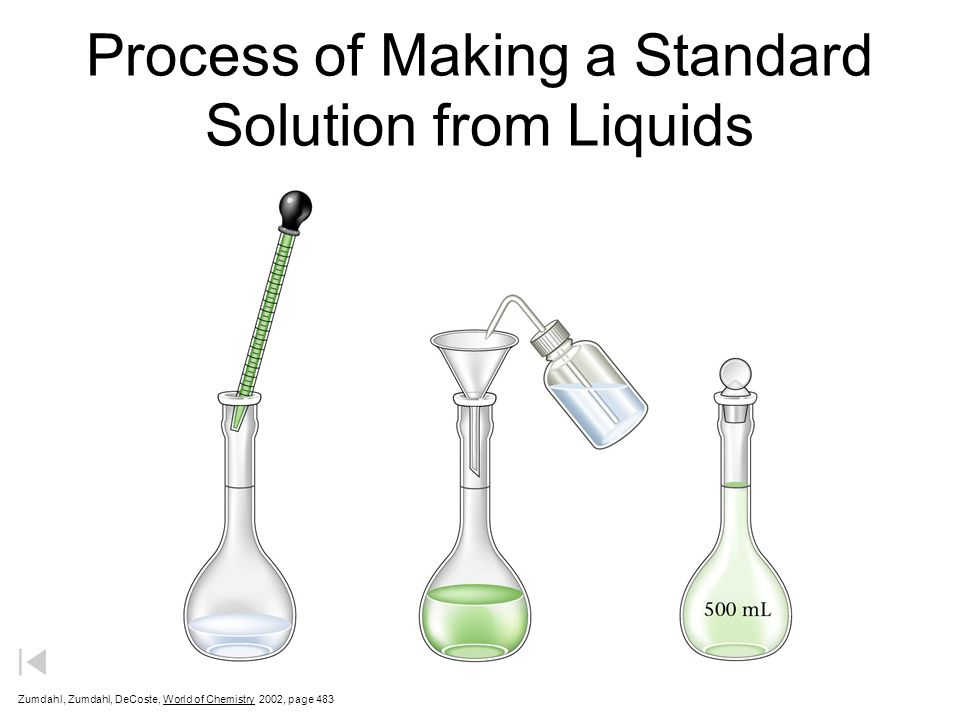 Process of Making a Standard
Solution from Liquids
500 mL
Zumdahl, Zumdahl, DeCoste, World of Chemistry 2002, page 483